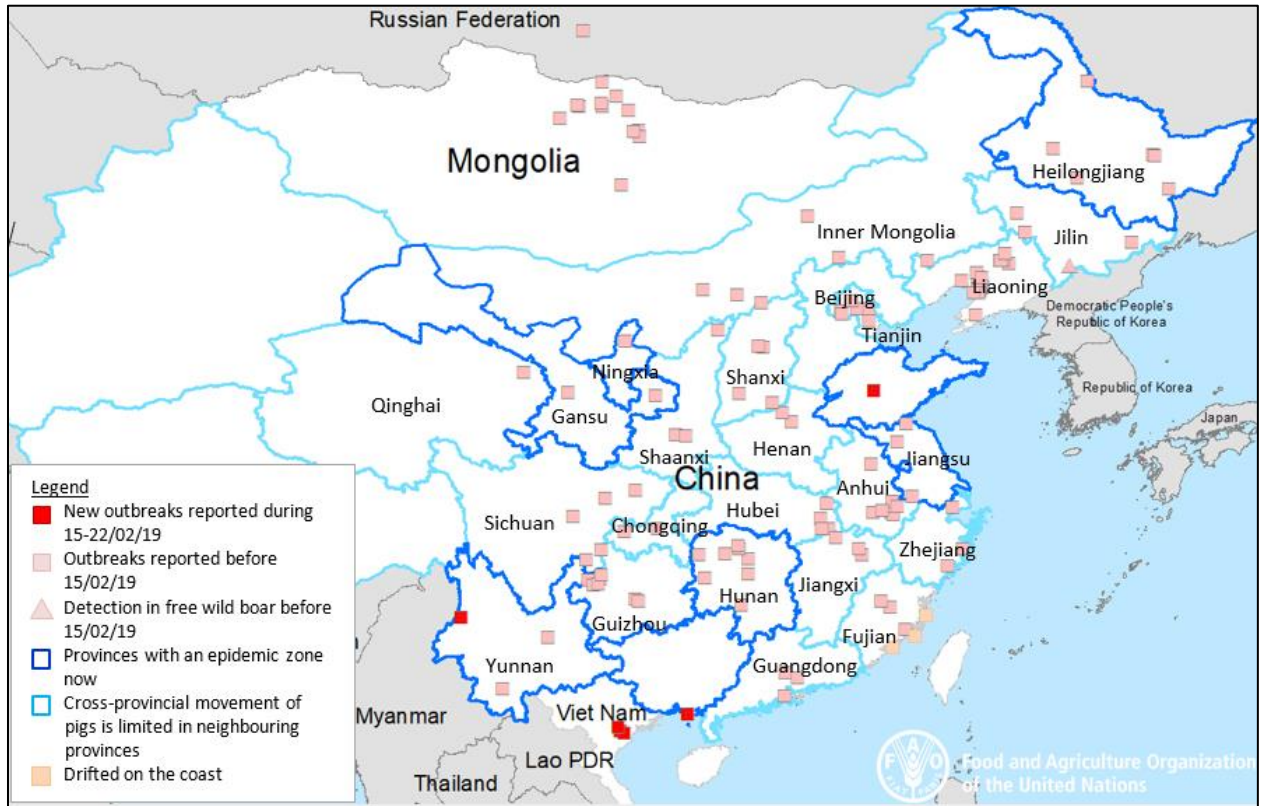 Russian Federation
Mongolia
Heilongjiang
Inner Mongolia
Jilin
Liaoning
Beijing
Democratic People's
Republic of Korea
Tianjin
Ningxia
Shanxi
Republic of Korea
Qinghai
Gansu
Japan
Henan
Shaanxi
Jiangsu
China
Anhui
Sichuan
Hubei
Chongqing
Zhejiang
Hunan
Jiangxi
Guizhou
Fujian
Yunnan
Guangdong
Myanmar
Viet Nam
Lao PDR
Thailand
Legend
New outbreaks reported during
15-22/02/19
Outbreaks reported before
15/02/19
Detection in free wild boar before
15/02/19
Provinces with an epidemic zone
now
Cross-provincial movement of
pigs is limited in neighbouring
provinces
Drifted on the coast
F A O
FIAT PANIS
Food and Agriculture Organization
of the United Nations